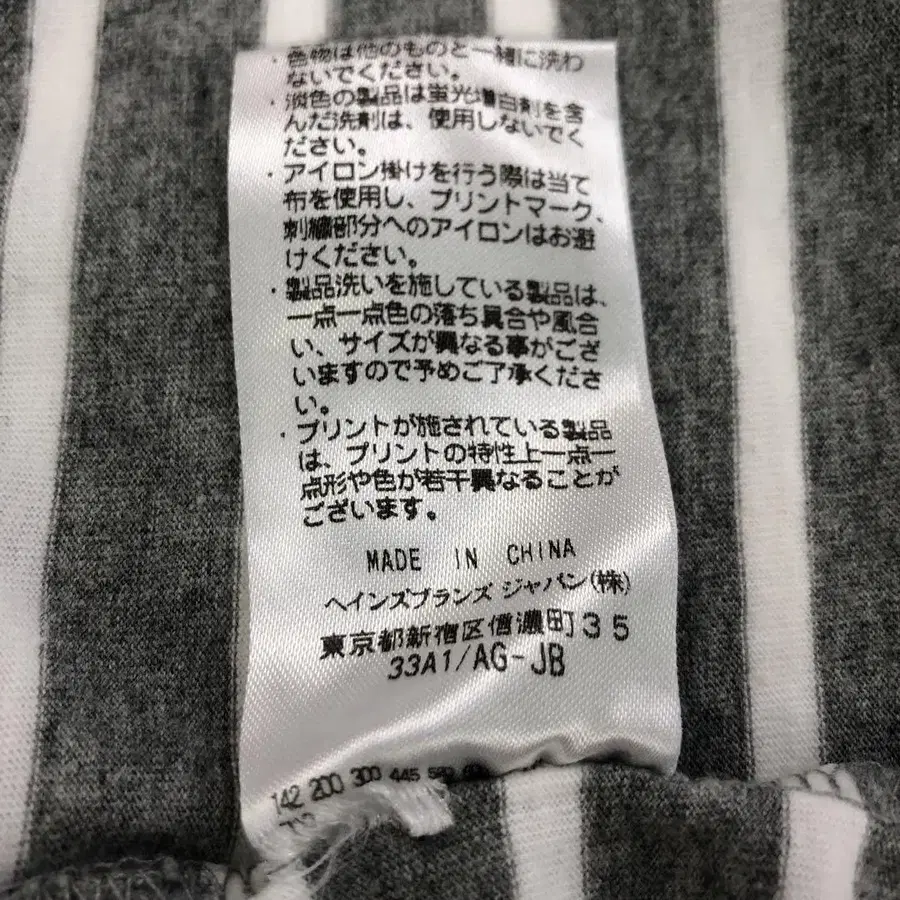 ・色物は他のものと一緒に洗わ
ないでください。
・淡色の製品は蛍光増白剤を含
んだ洗剤は、使用しないでく
ださい。
・アイロン掛けを行う際は当て
布を使用し、プリントマーク、
刺繍部分へのアイロンはお避
けください。
・製品洗いを施している製品は、
一点一点色の落ち具合や風合
い、サイズが異なる事がござ
いますので予めご了承くださ
い。
・プリントが施されている製品
は、プリントの特性上一点一
点形や色が若干異なることが
ございます。
MADE IN CHINA
ヘインズブランズ ジャパン(株)
東京都新宿区信濃町35
33A1/AG-JB
142 200 300 445